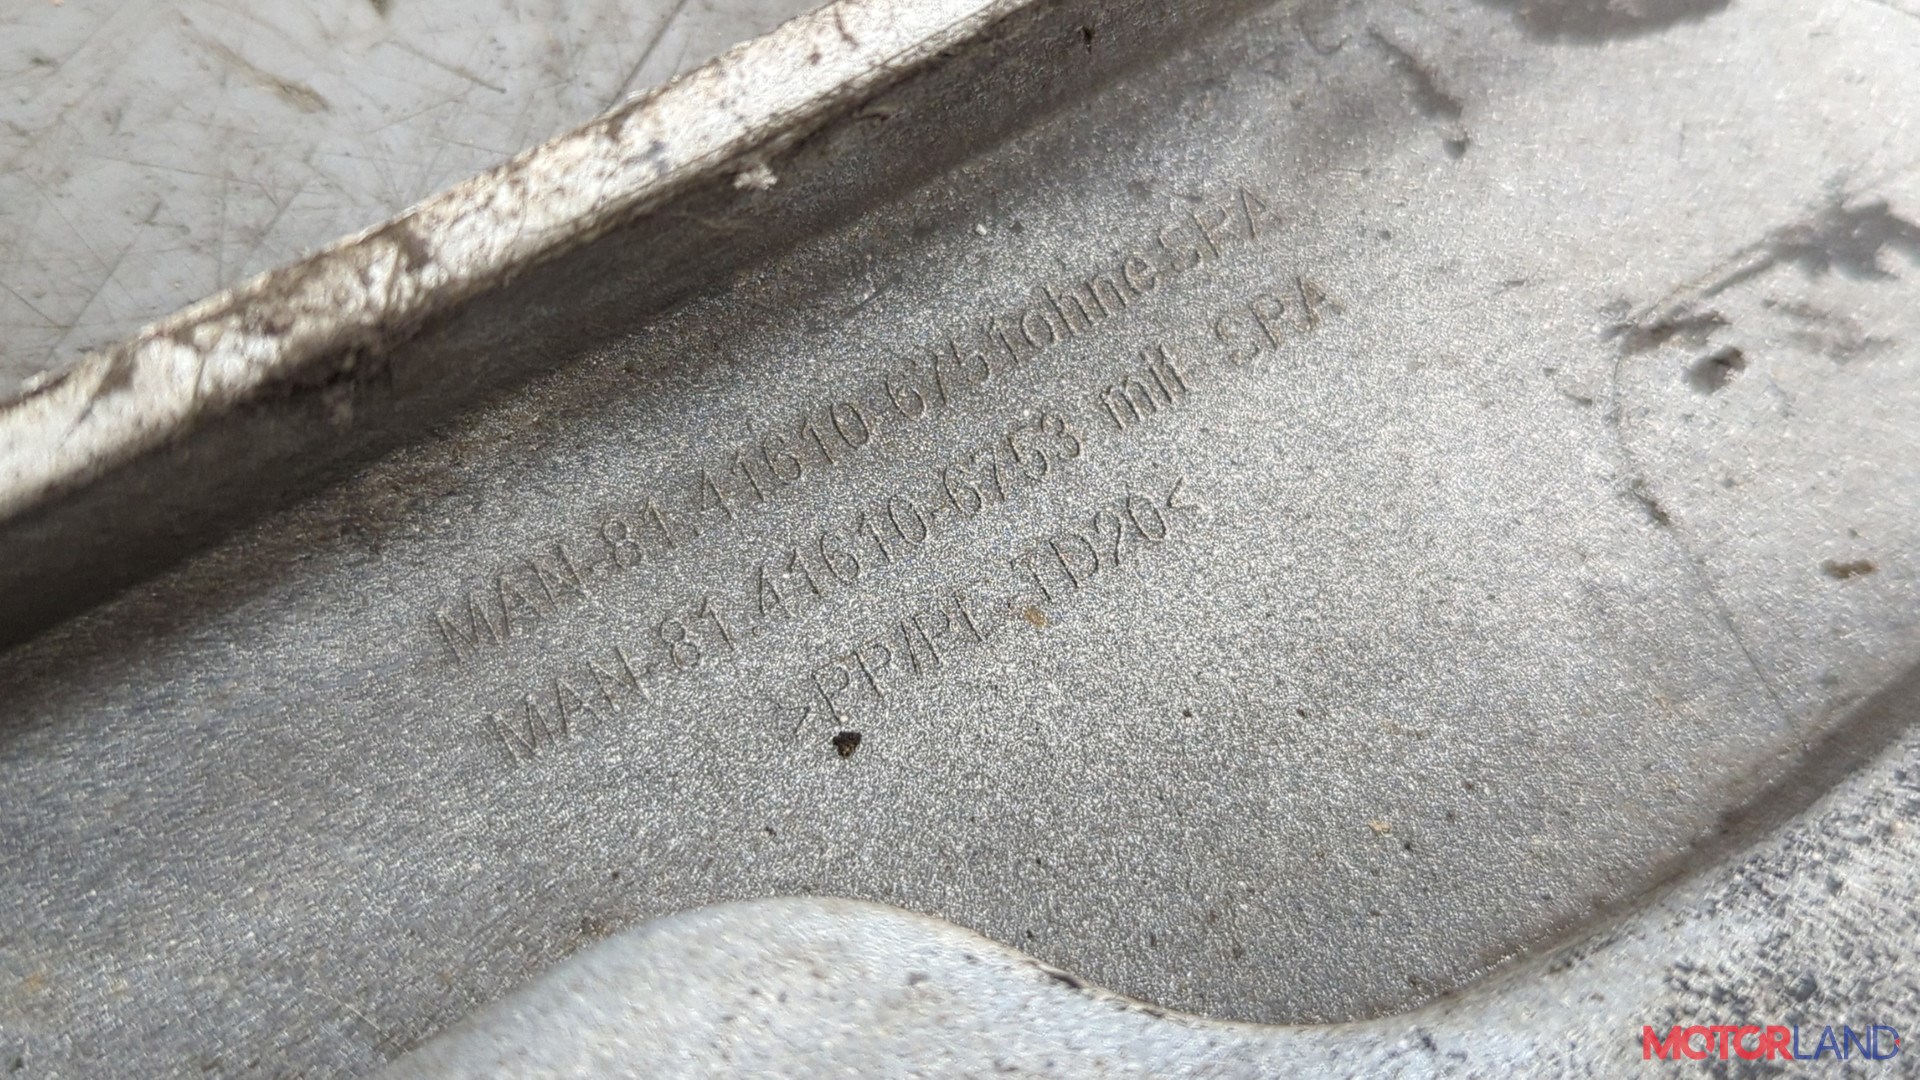 MAN-81.41610-6751ohneSPA
MAN-81.41610-6753 mit SPA
>PP/PE-TD20<
MOTORLAND